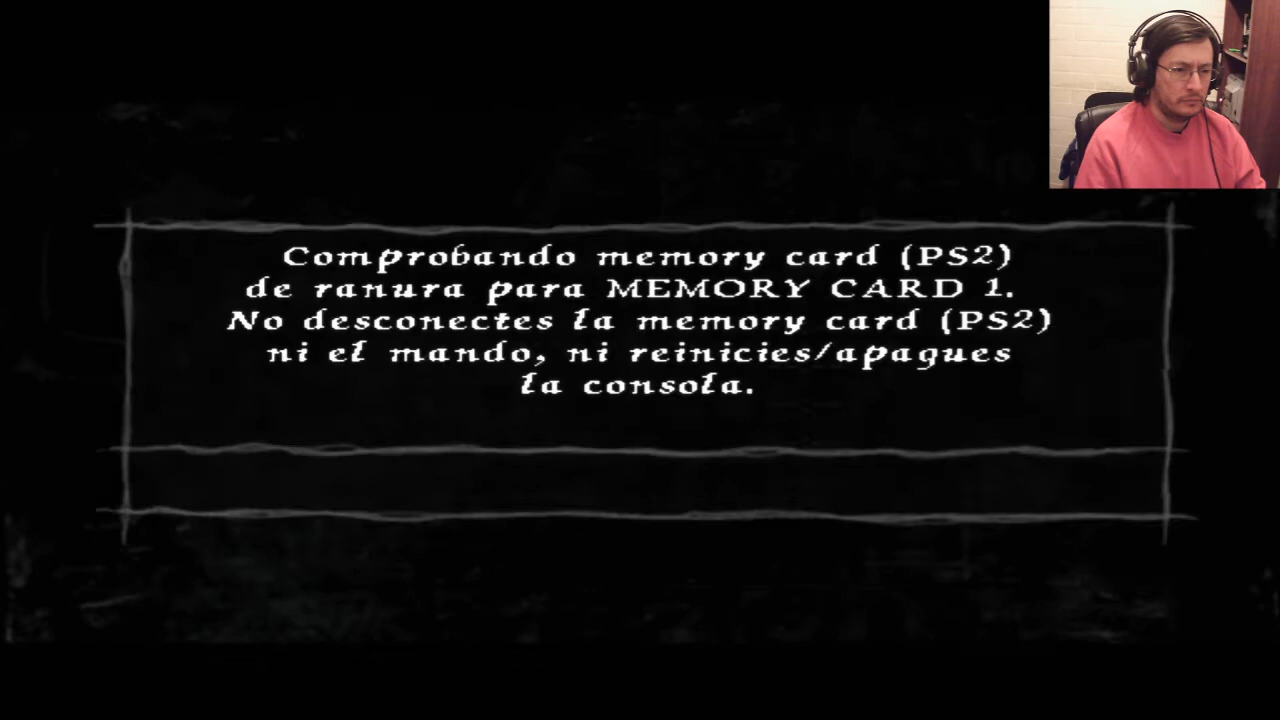 Comprobando memory card (PS2)
de ranura para MEMORY CARD 1.
No desconectes la memory card (PS2)
ni el mando, ni reinicies/apagues
la consola.